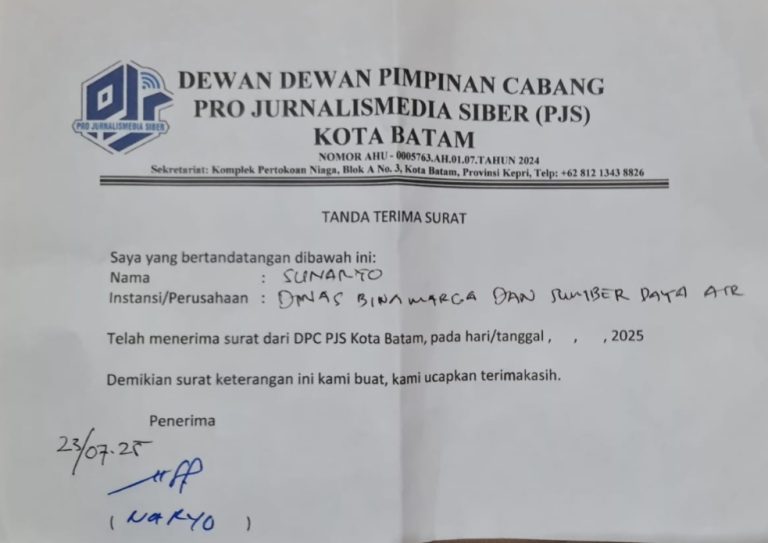 DEWAN DEWAN PIMPINAN CABANG
PRO JURNALISMEDIA SIBER (PJS)
KOTA BATAM
NOMOR AHU - 0005763.AH.01.07.TAHUN 2024
Sekretariat: Komplek Pertokoan Niaga, Blok A No. 3, Kota Batam, Provinsi Kepri, Telp: +62 812 1343 8826
PJS
PRO JURNALISMEDIA SIBER
TANDA TERIMA SURAT
Saya yang bertandatangan dibawah ini:
Nama : SUNARYO
Instansi/Perusahaan : DINAS BINAMARGA DAN SUMBER DAYA AIR
Telah menerima surat dari DPC PJS Kota Batam, pada hari/tanggal , , , 2025
Demikian surat keterangan ini kami buat, kami ucapkan terimakasih.
Penerima
23/07.25
( NARYO )